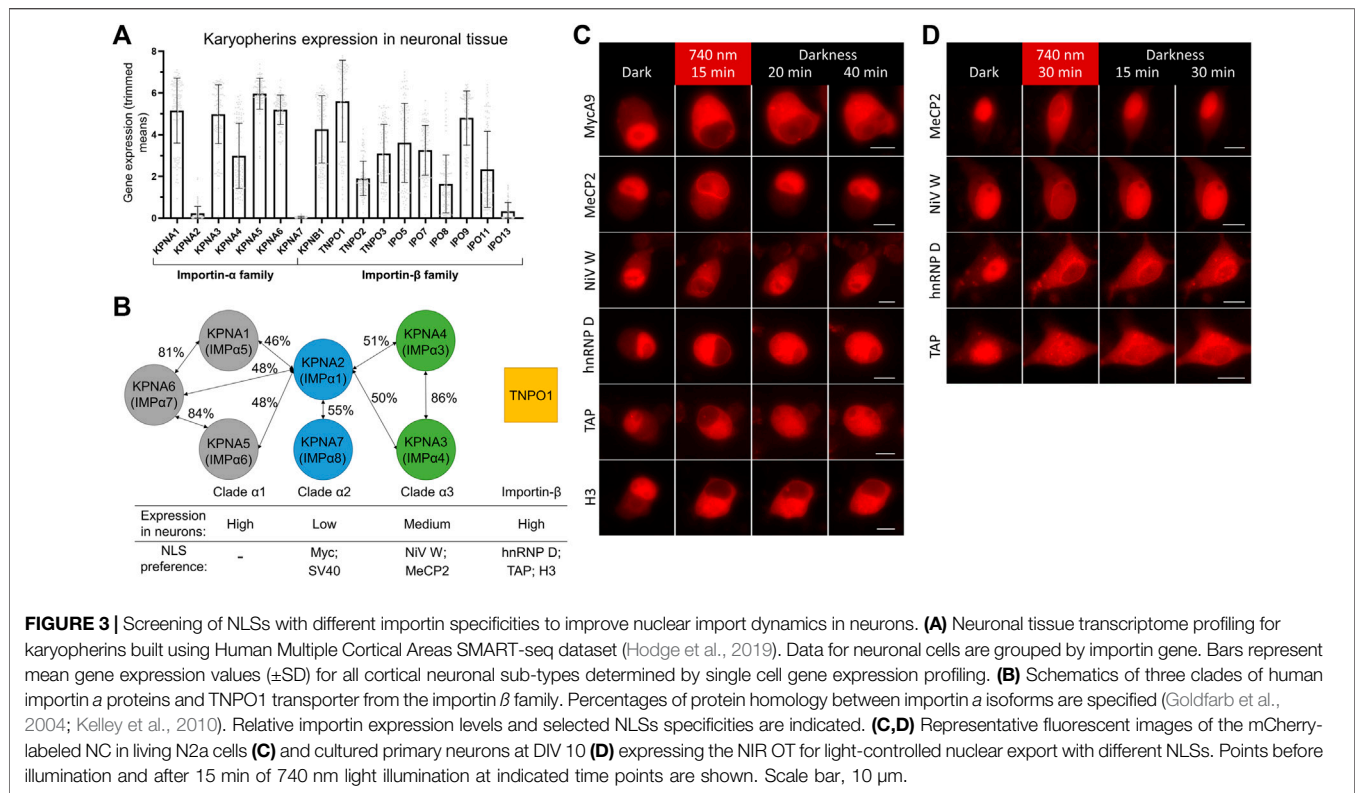 A
Karyopherins expression in neuronal tissue
Gene expression (trimmed
means)
8
6
4
2
0
KPNA1
KPNA2
KPNA3
KPNA4
KPNA5
KPNA6
KPNA7
KPNB1
TNPO1
TNPO2
TNPO3
IPO5
IPO7
IPO8
IPO9
IPO11
IPO13
Importin-α family
Importin-β family
B
KPNA1
(IMPα5)
46%
81%
KPNA6
(IMPα7)
48%
84%
48%
KPNA5
(IMPα6)
KPNA2
(IMPα1)
55%
KPNA7
(IMPα8)
51%
KPNA4
(IMPα3)
50%
86%
KPNA3
(IMPα4)
TNPO1
Clade α1 Clade α2 Clade α3 Importin-β
Expression
in neurons: High Low Medium High
NLS
preference: - Myc; SV40 NiV W; MeCP2 hnRNP D; TAP; H3
C
Dark
740 nm
15 min
Darkness
20 min 40 min
MycA9
MeCP2
NiV W
hnRNP D
TAP
H3
D
Dark
740 nm
30 min
Darkness
15 min 30 min
MeCP2
NiV W
hnRNP D
TAP
FIGURE 3 | Screening of NLSs with different importin specificities to improve nuclear import dynamics in neurons. (A) Neuronal tissue transcriptome profiling for
karyopherins built using Human Multiple Cortical Areas SMART-seq dataset (Hodge et al., 2019). Data for neuronal cells are grouped by importin gene. Bars represent
mean gene expression values (±SD) for all cortical neuronal sub-types determined by single cell gene expression profiling. (B) Schematics of three clades of human
importin α proteins and TNPO1 transporter from the importin ß family. Percentages of protein homology between importin α isoforms are specified (Goldfarb et al.,
2004; Kelley et al., 2010). Relative importin expression levels and selected NLSs specificities are indicated. (C,D) Representative fluorescent images of the mCherry-
labeled NC in living N2a cells (C) and cultured primary neurons at DIV 10 (D) expressing the NIR OT for light-controlled nuclear export with different NLSs. Points before
illumination and after 15 min of 740 nm light illumination at indicated time points are shown. Scale bar, 10 μm.